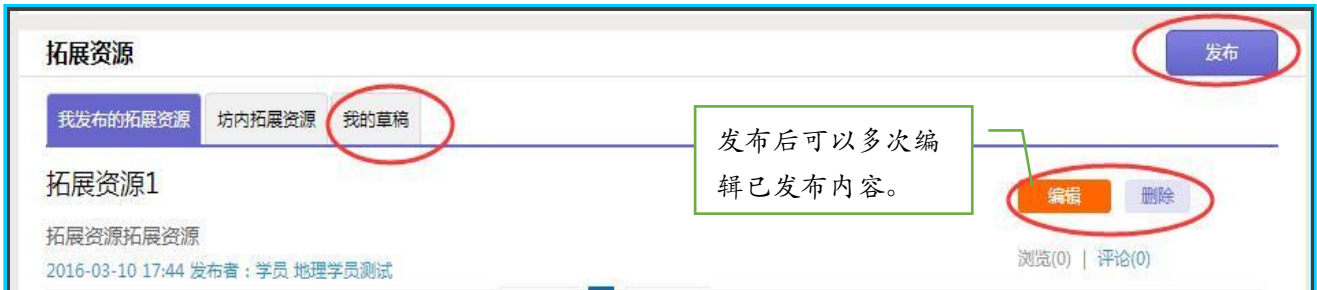 拓展资源
发布
我发布的拓展资源 坊内拓展资源 我的草稿
发布后可以多次编
辑已发布内容。
拓展资源1
编辑 删除
拓展资源拓展资源
2016-03-10 17:44 发布者：学员 地理学员测试
浏览(0) | 评论(0)